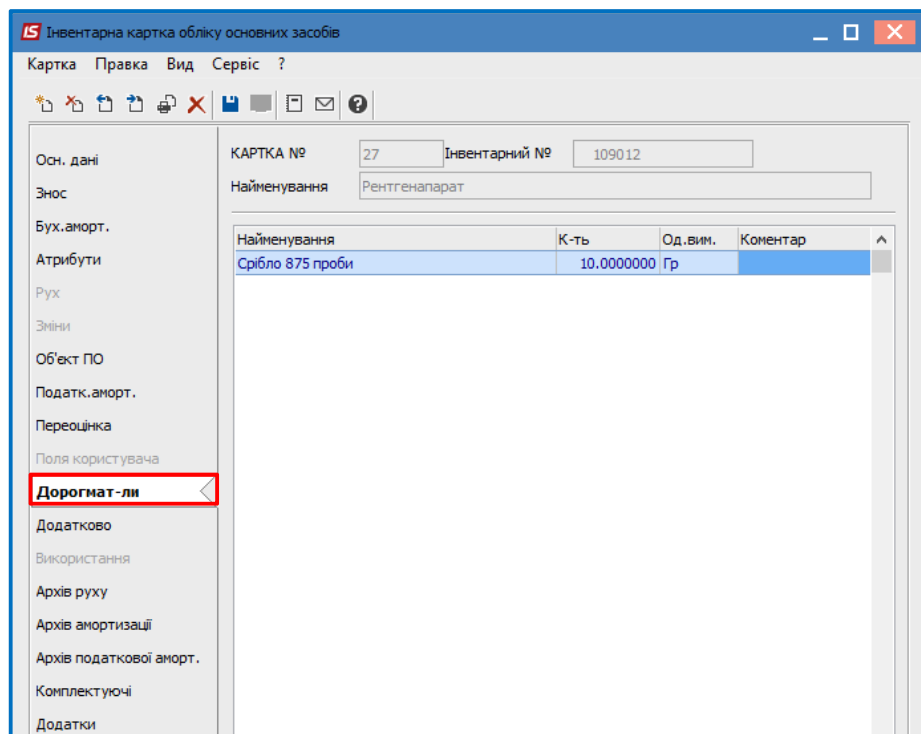 Інвентарна картка обліку основних засобів
Картка Правка Вид Сервіс ?
КАРТКА № 27 Інвентарний № 109012
Найменування Рентгенапарат
Осн. дані
Знос
Бух.аморт.
Атрибути
Рух
Зміни
Об'єкт ПО
Податк.аморт.
Переоцінка
Поля користувача
Дорогмат-ли
Додатково
Використання
Архів руху
Архів амортизації
Архів податкової аморт.
Комплектуючі
Додатки
Найменування К-ть Од.вим. Коментар
Срібло 875 проби 10.0000000 Гр